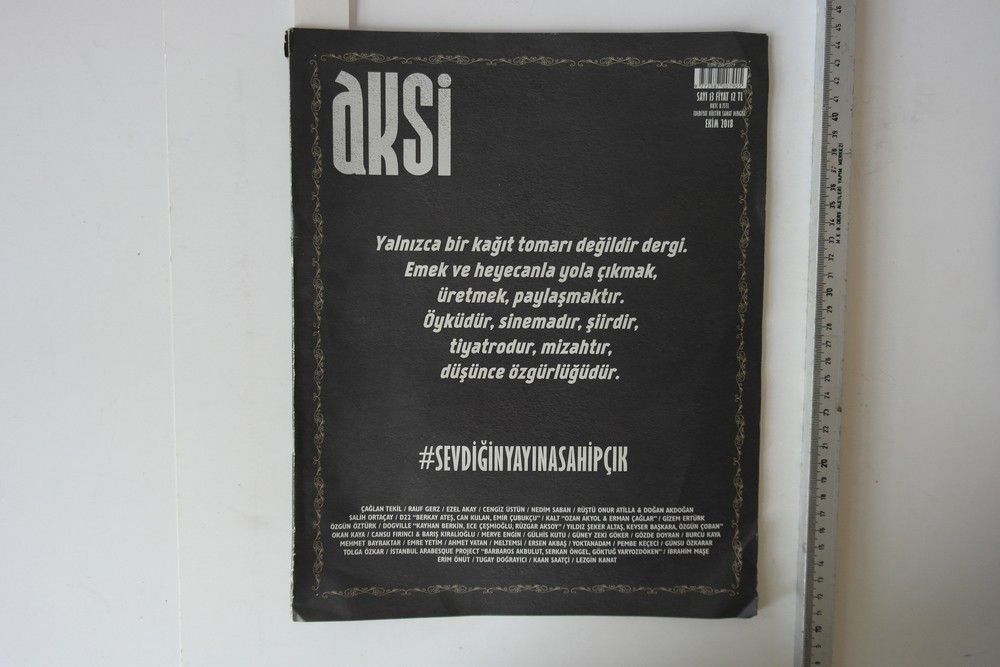 aksi
SAYI 13 FİYAT 12 TL
EKİM 2018
Yalnızca bir kağıt tomarı değildir dergi.
Emek ve heyecanla yola çıkmak,
üretmek, paylaşmaktır.
Öyküdür, sinemadır, şiirdir,
tiyatrodur, mizahtır,
düşünce özgürlüğüdür.
#SEVDİĞİNYAYINASAHİPÇIK
ÇAĞLAN TEKİL / RAUF GERZ / EZEL AKAY / CENGİZ ÜSTÜN / NEDİM SABAN / RÜŞTÜ ONUR ATİLLA & DOĞAN AKDOĞAN
SALİH ORTAÇAY / D22 "BERKAY ATEŞ, CAN KULAN, EMİR ÇUBUKÇU" / KALT "OZAN AKYOL & ERMAN ÇAĞLAR" / GİZEM ERTÜRK
ÖZGÜN ÖZTÜRK / DOGVILLE "KAYHAN BERKİN, ECE ÇEŞMİOĞLU, RÜZGAR AKSOY" / YILDIZ ŞEKER ALTAŞ, KEVSER BAŞKARA, ÖZGÜN ÇOBAN"
OKAN KAYA / CANSU FIRINCI & BARIŞ KIRALİOĞLU / MERVE ENGİN / GÜLHIS KUTU / GÜNEY ZEKİ GÖKER / GÖZDE DOYRAN / BURCU KAYA
MEHMET BAYRAKTAR / EMRE YETİM / AHMET VATAN / MELTEMSİ / ERSEN AKBAŞ / YOKTANADAM / PEMBE KEÇECİ / GÜNSU ÖZKARAR
TOLGA ÖZKAR / İSTANBUL ARABESQUE PROJECT "BARBAROS AKBULUT, SERKAN ÖNGEL, GÖKTUĞ VARYOZDÖKEN" / İBRAHİM MAŞE
ERİM ÖNÜT / TUGAY DOĞRAYICI / KAAN SAATÇİ / LEZGİN KANAT